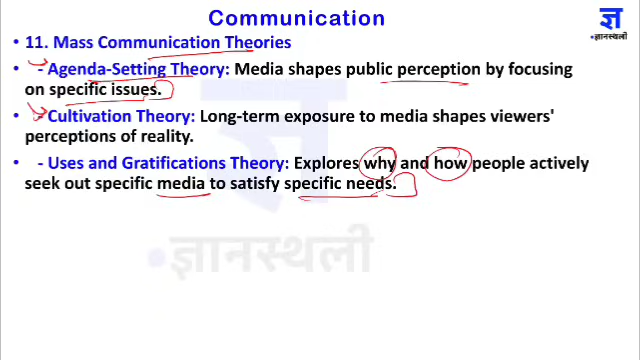 Communication
ज्ञ
ज्ञानस्थली
• 11. Mass Communication Theories
• - Agenda-Setting Theory: Media shapes public perception by focusing
on specific issues.
• - Cultivation Theory: Long-term exposure to media shapes viewers'
perceptions of reality.
• - Uses and Gratifications Theory: Explores why and how people actively
seek out specific media to satisfy specific needs.
ज्ञ
ज्ञानस्थली